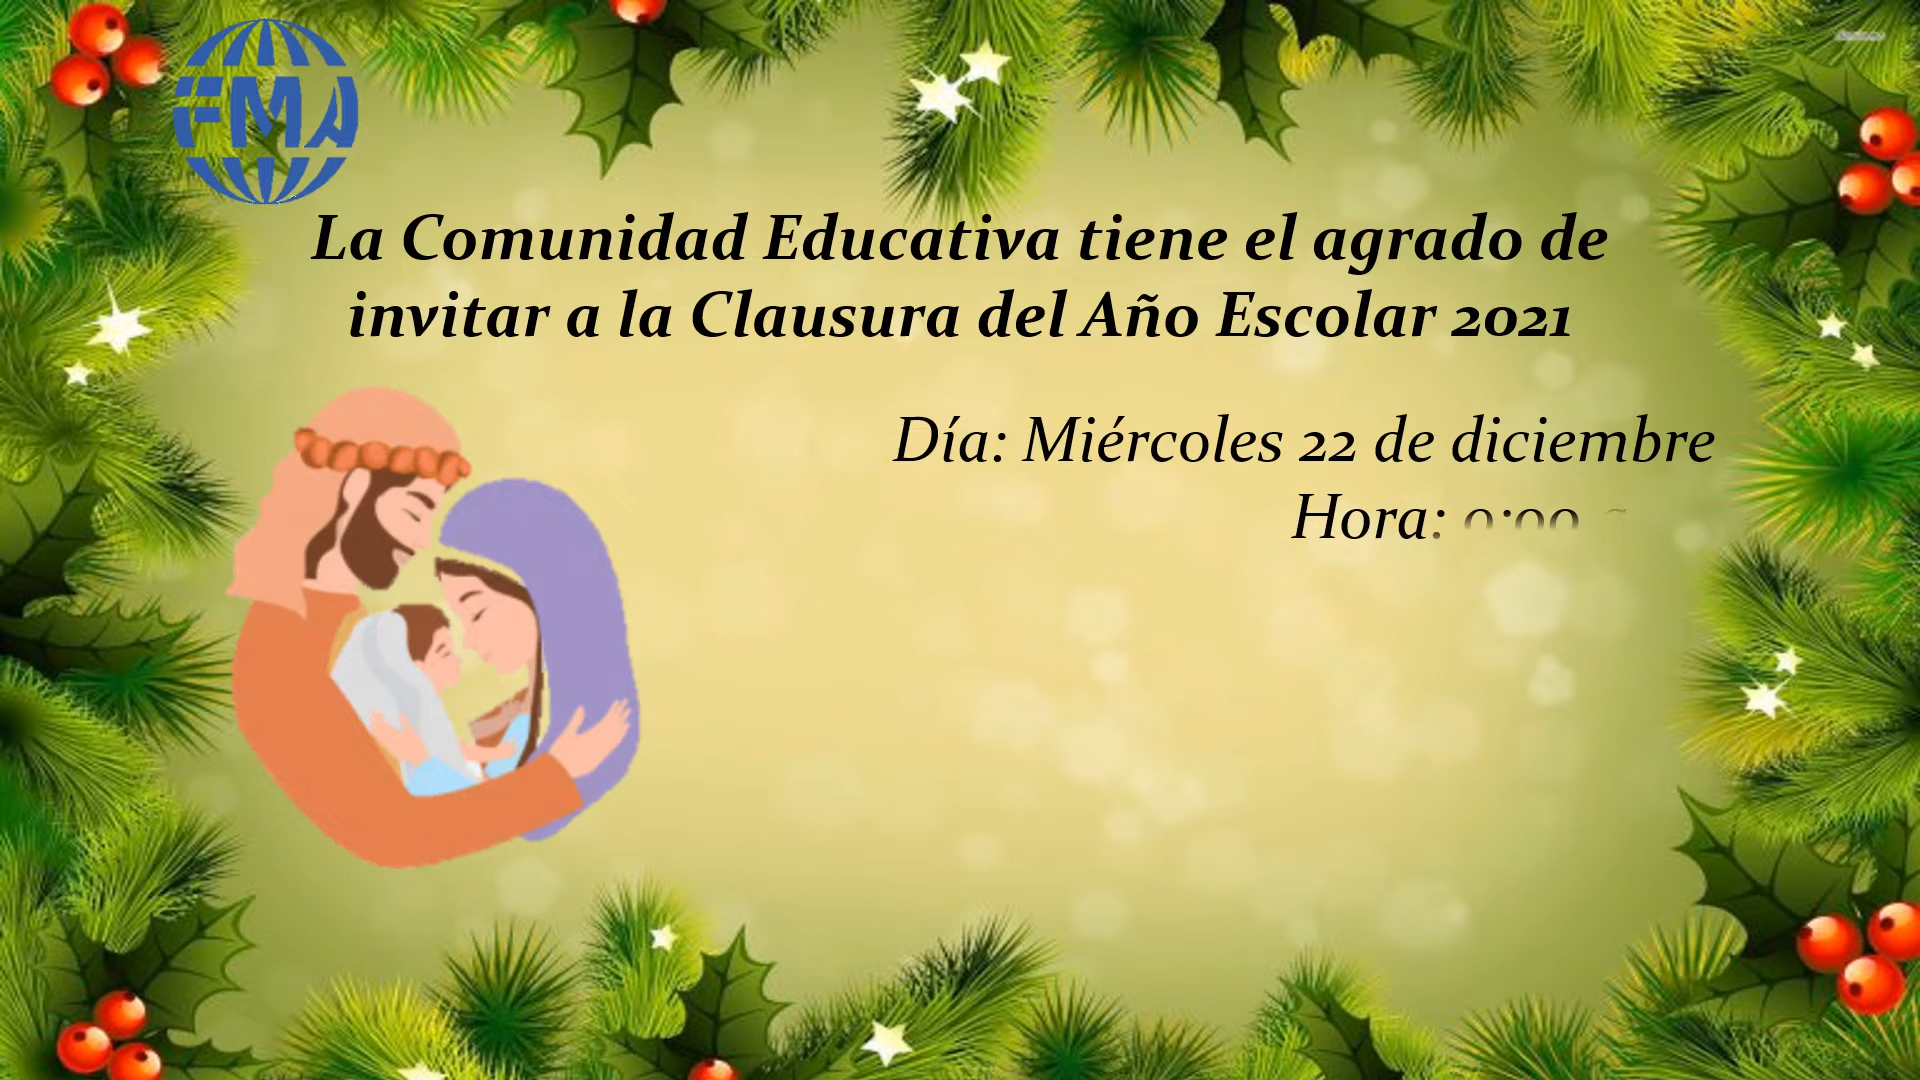 FMA
La Comunidad Educativa tiene el agrado de
invitar a la Clausura del Año Escolar 2021
Día: Miércoles 22 de diciembre
Hora: